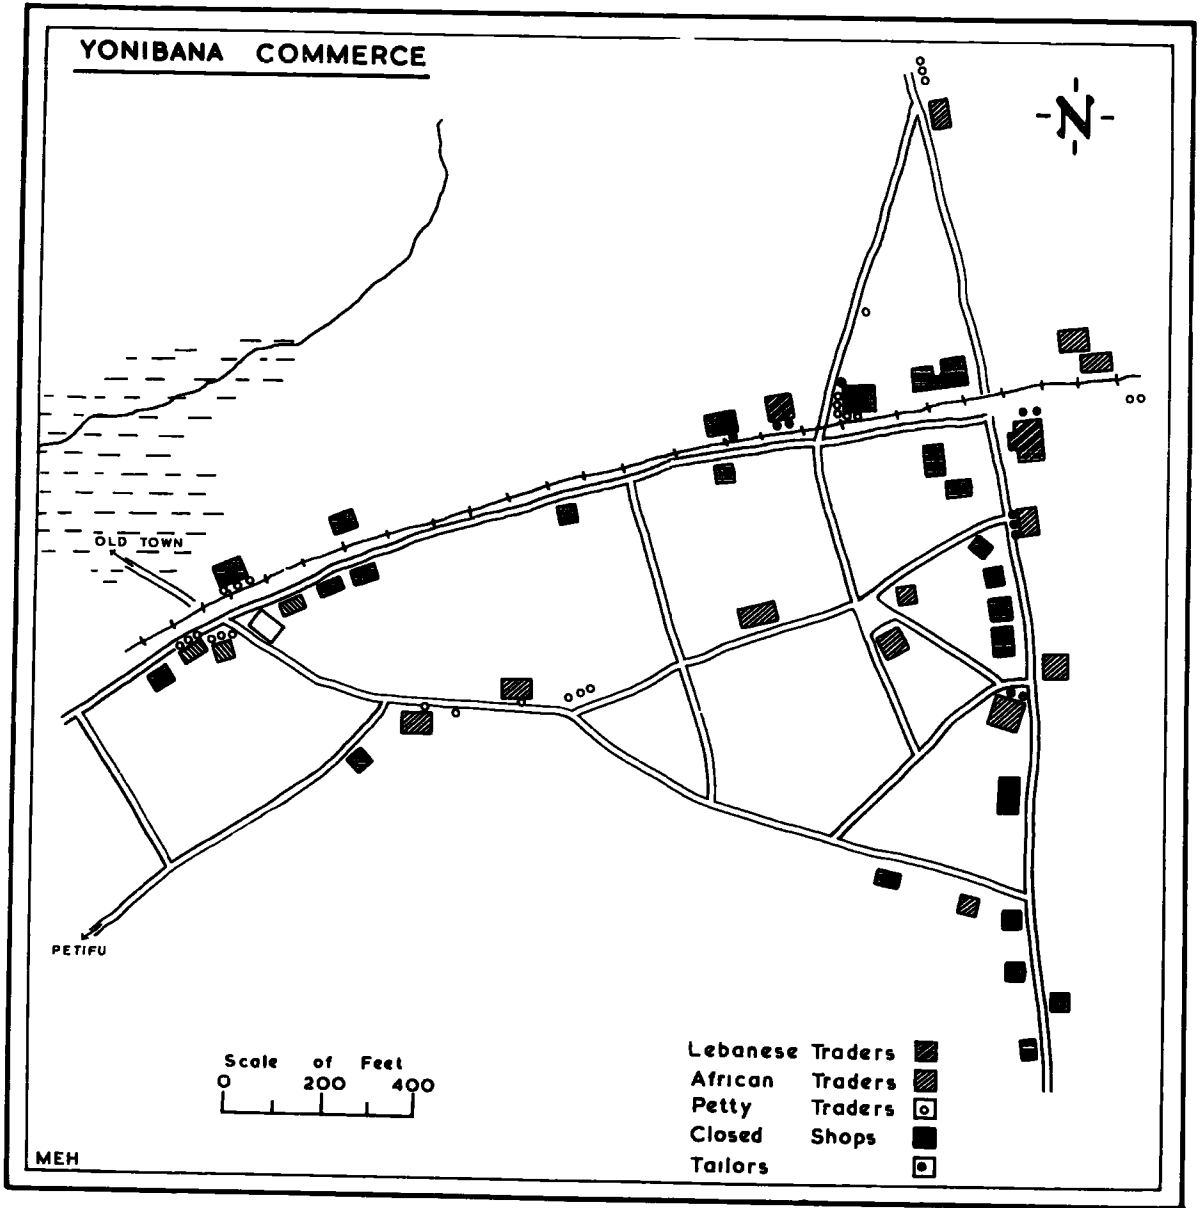 YONIBANA COMMERCE
N
OLD TOWN
PETIFU
Scale of Feet
0 200 400
Lebanese Traders
African Traders
Petty Traders
Closed Shops
Tailors
MEH